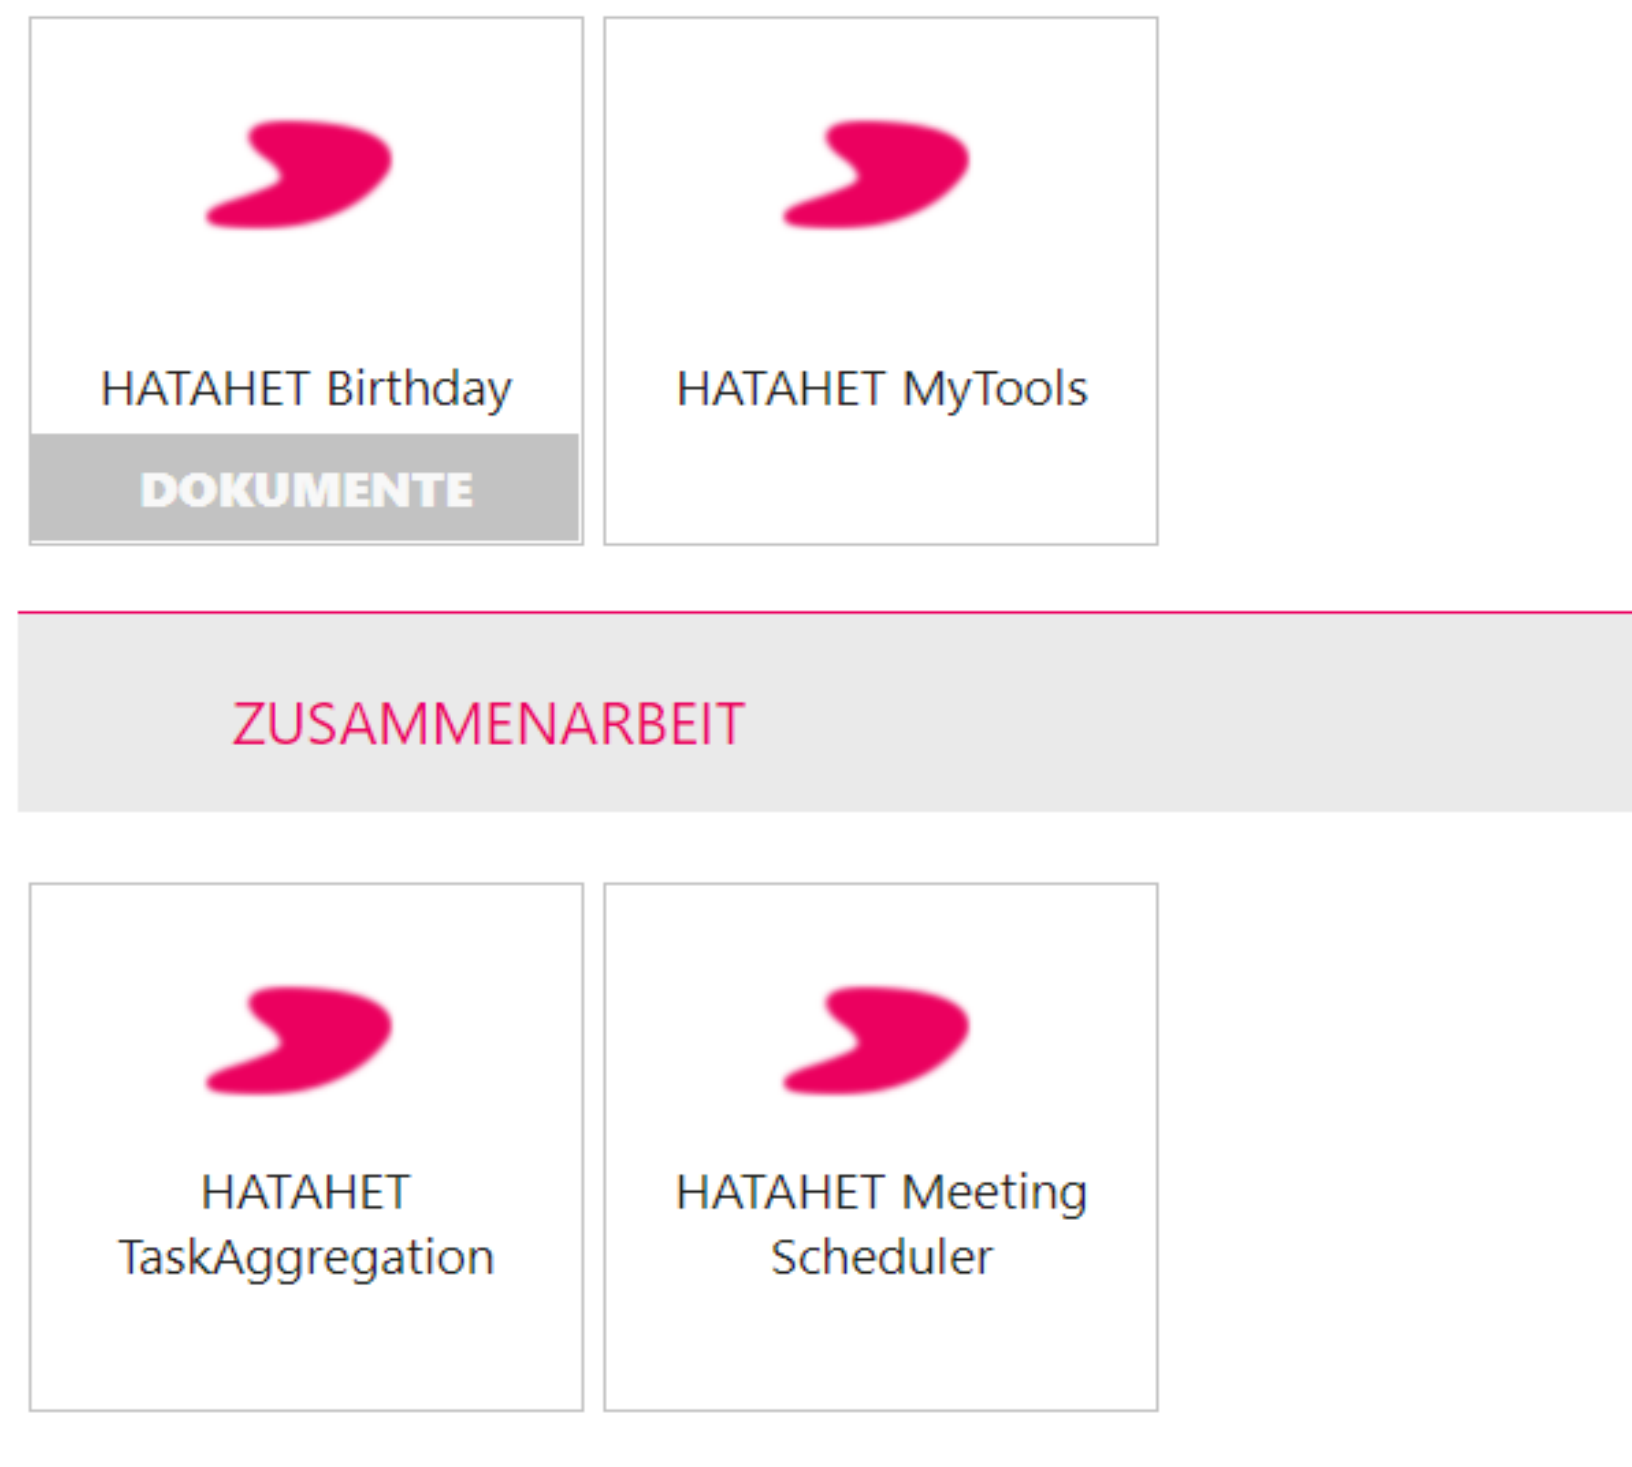 HATAHET Birthday
HATAHET MyTools
DOKUMENTE
ZUSAMMENARBEIT
HATAHET
TaskAggregation
HATAHET Meeting
Scheduler